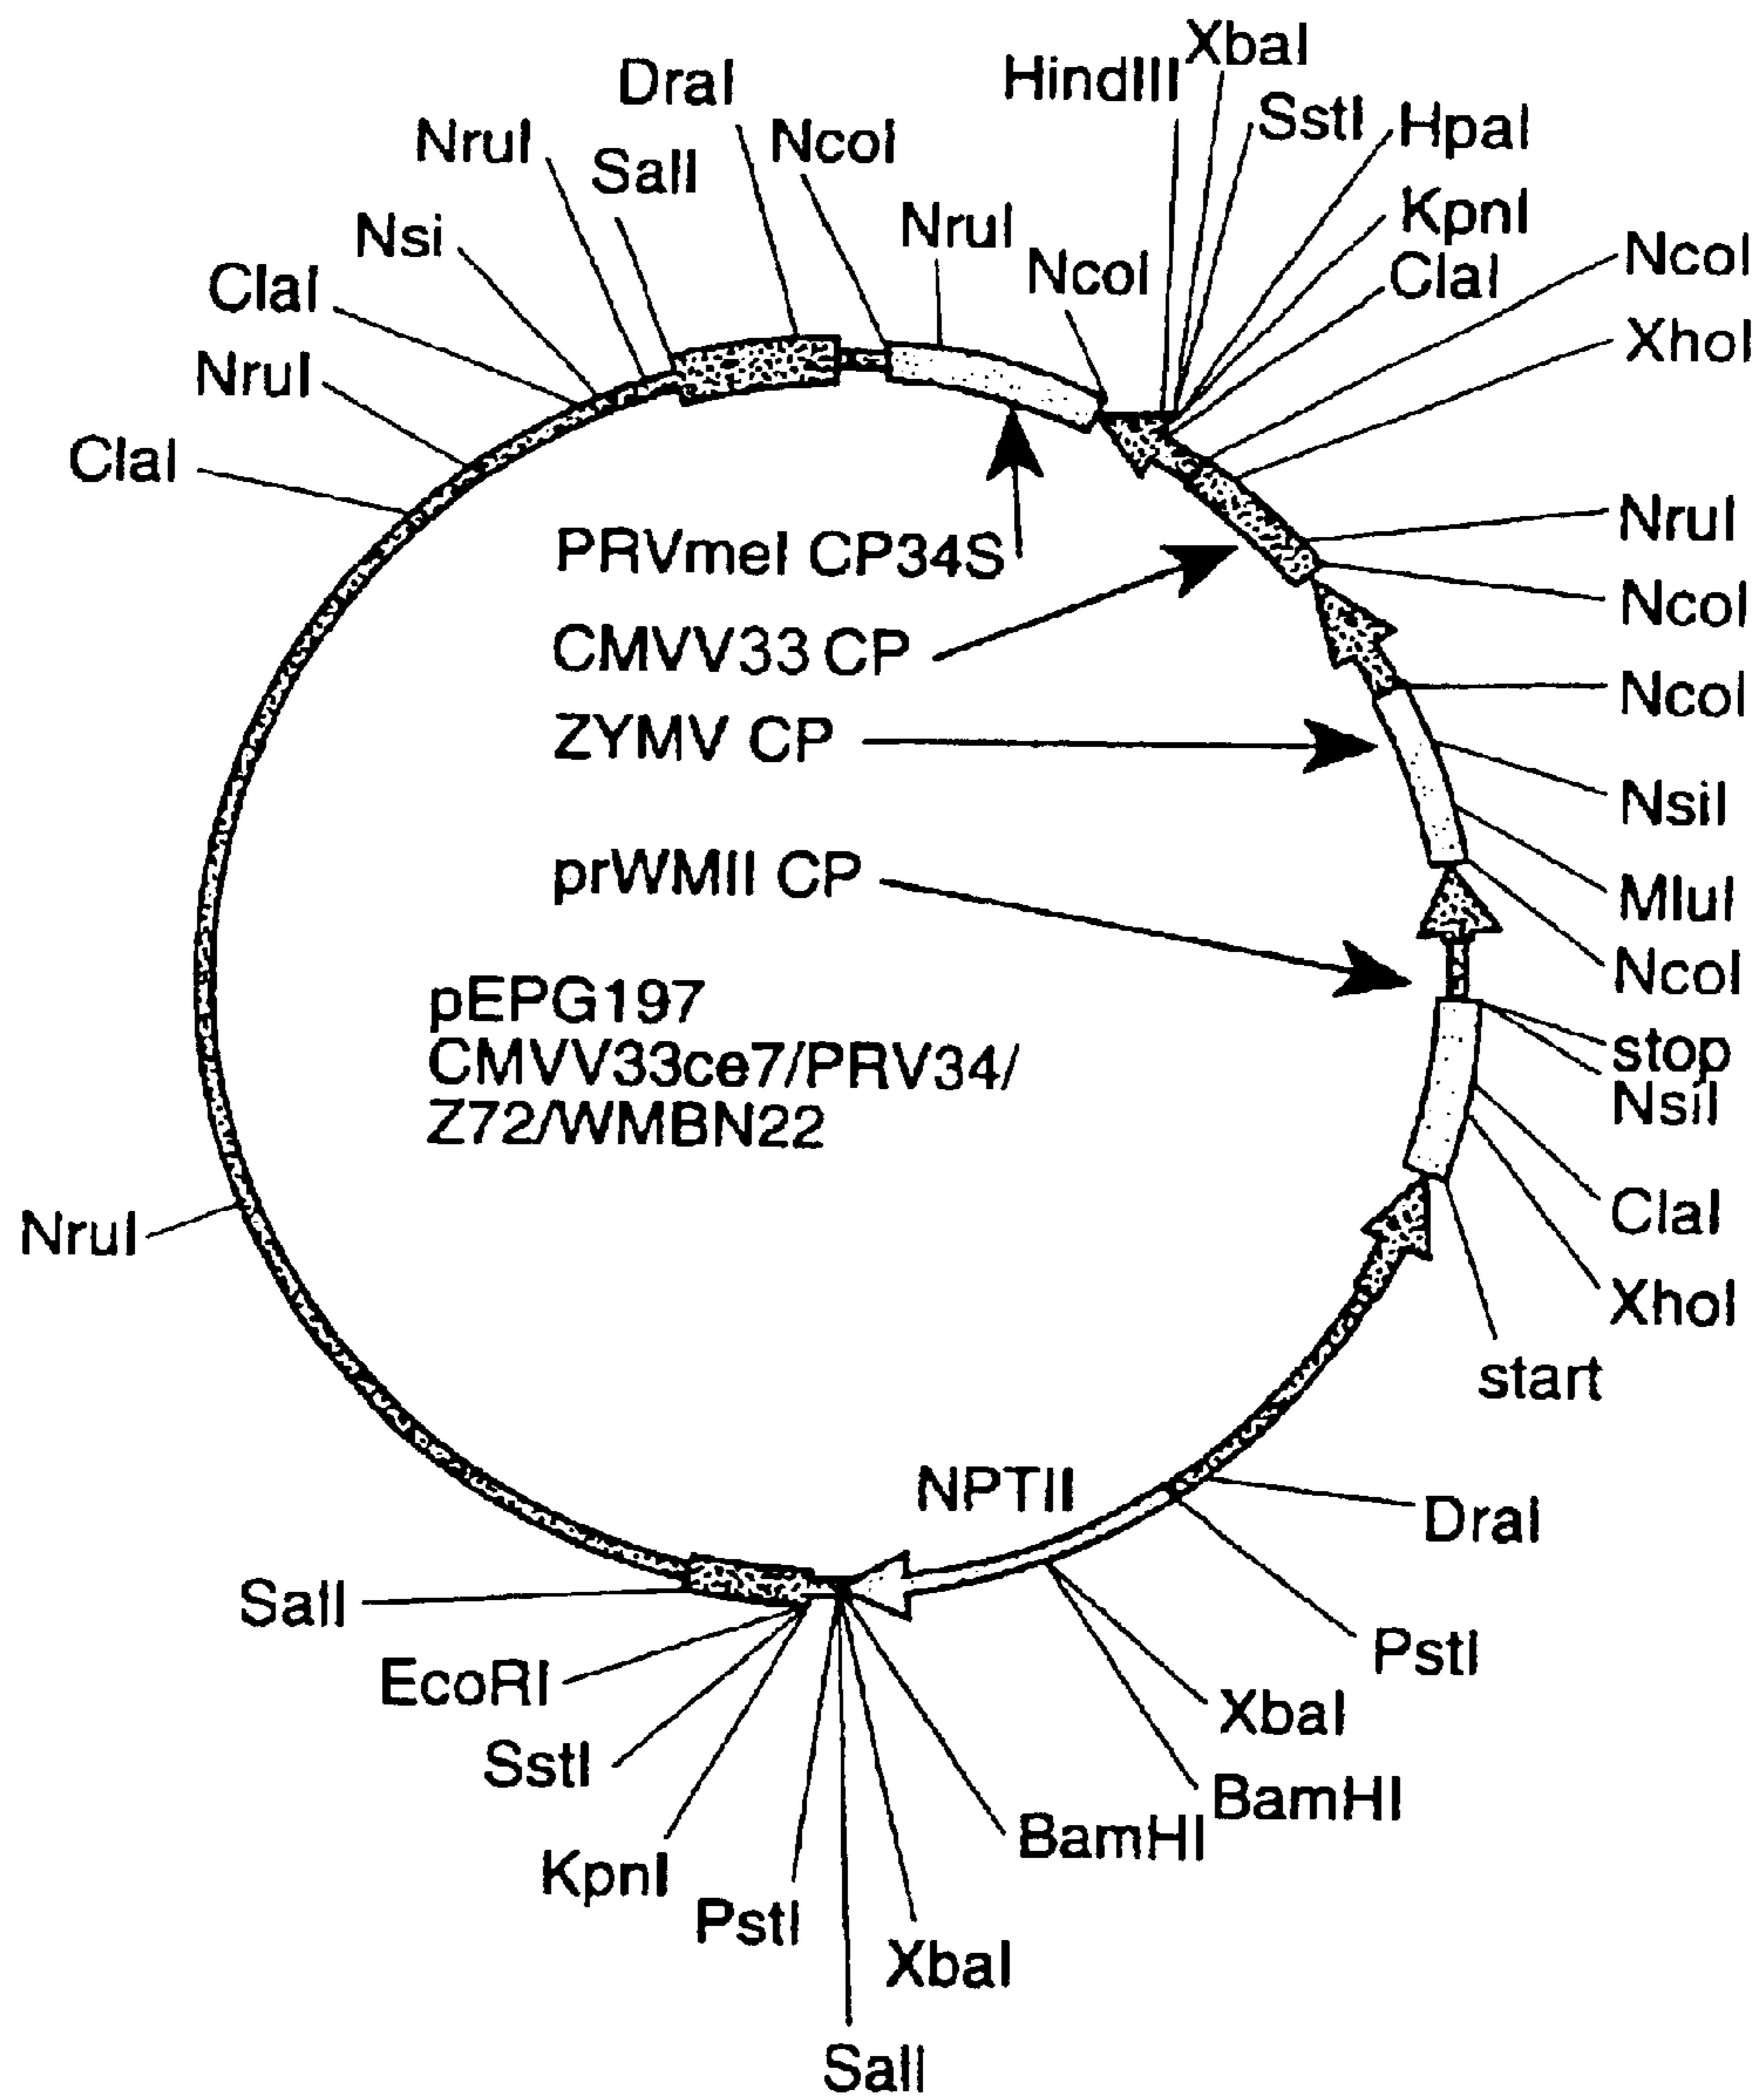 XbaI
HindIII
DraI
SstI
HpaI
NruI
NcoI
SalI
KpnI
NruI
Nsi
NcoI
ClaI
NcoI
ClaI
XhoI
NruI
ClaI
NruI
PRVmeI CP34S
NcoI
CMVV33 CP
NcoI
ZYMV CP
NsiI
prWMII CP
MluI
NcoI
pEPG197
CMVV33ce7/PRV34/
Z72/WMBN22
stop
NsiI
ClaI
NruI
XhoI
start
NPTII
DraI
SalI
PstI
EcoRI
XbaI
SstI
BamHI
BamHI
KpnI
PstI
XbaI
SalI